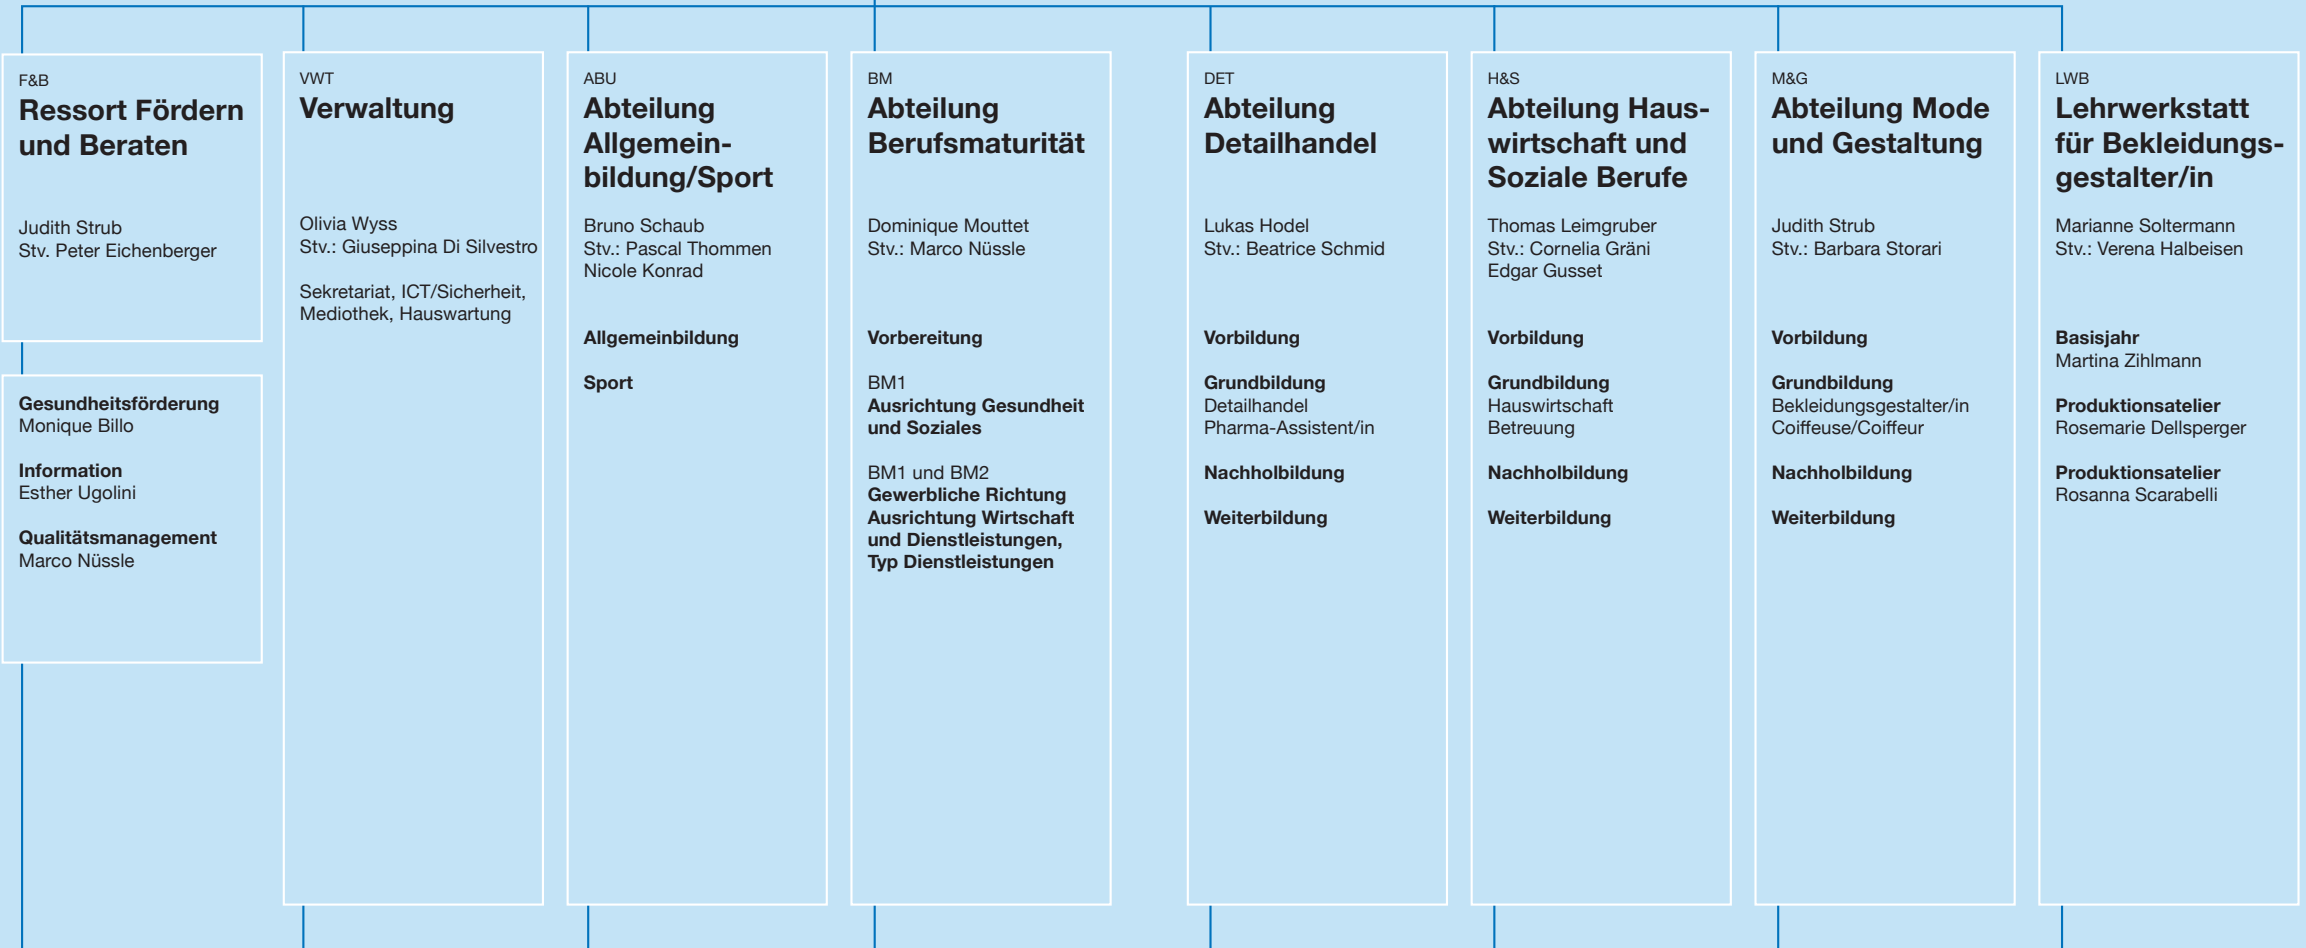 F&B
Ressort Fördern
und Beraten
Judith Strub
Stv. Peter Eichenberger
Gesundheitsförderung
Monique Billo
Information
Esther Ugolini
Qualitätsmanagement
Marco Nüssle
VWT
Verwaltung
Olivia Wyss
Stv.: Giuseppina Di Silvestro
Sekretariat, ICT/Sicherheit,
Mediothek, Hauswartung
ABU
Abteilung
Allgemein-
bildung/Sport
Bruno Schaub
Stv.: Pascal Thommen
Nicole Konrad
Allgemeinbildung
Sport
BM
Abteilung
Berufsmaturität
Dominique Mouttet
Stv.: Marco Nüssle
Vorbereitung
BM1
Ausrichtung Gesundheit
und Soziales
BM1 und BM2
Gewerbliche Richtung
Ausrichtung Wirtschaft
und Dienstleistungen,
Typ Dienstleistungen
DET
Abteilung
Detailhandel
Lukas Hodel
Stv.: Beatrice Schmid
Vorbildung
Grundbildung
Detailhandel
Pharma-Assistent/in
Nachholbildung
Weiterbildung
H&S
Abteilung Haus-
wirtschaft und
Soziale Berufe
Thomas Leimgruber
Stv.: Cornelia Gräni
Edgar Gusset
Vorbildung
Grundbildung
Hauswirtschaft
Betreuung
Nachholbildung
Weiterbildung
M&G
Abteilung Mode
und Gestaltung
Judith Strub
Stv.: Barbara Storari
Vorbildung
Grundbildung
Bekleidungsgestalter/in
Coiffeuse/Coiffeur
Nachholbildung
Weiterbildung
LWB
Lehrwerkstatt
für Bekleidungs-
gestalter/in
Marianne Soltermann
Stv.: Verena Halbeisen
Basisjahr
Martina Zihlmann
Produktionsatelier
Rosemarie Dellsperger
Produktionsatelier
Rosanna Scarabelli